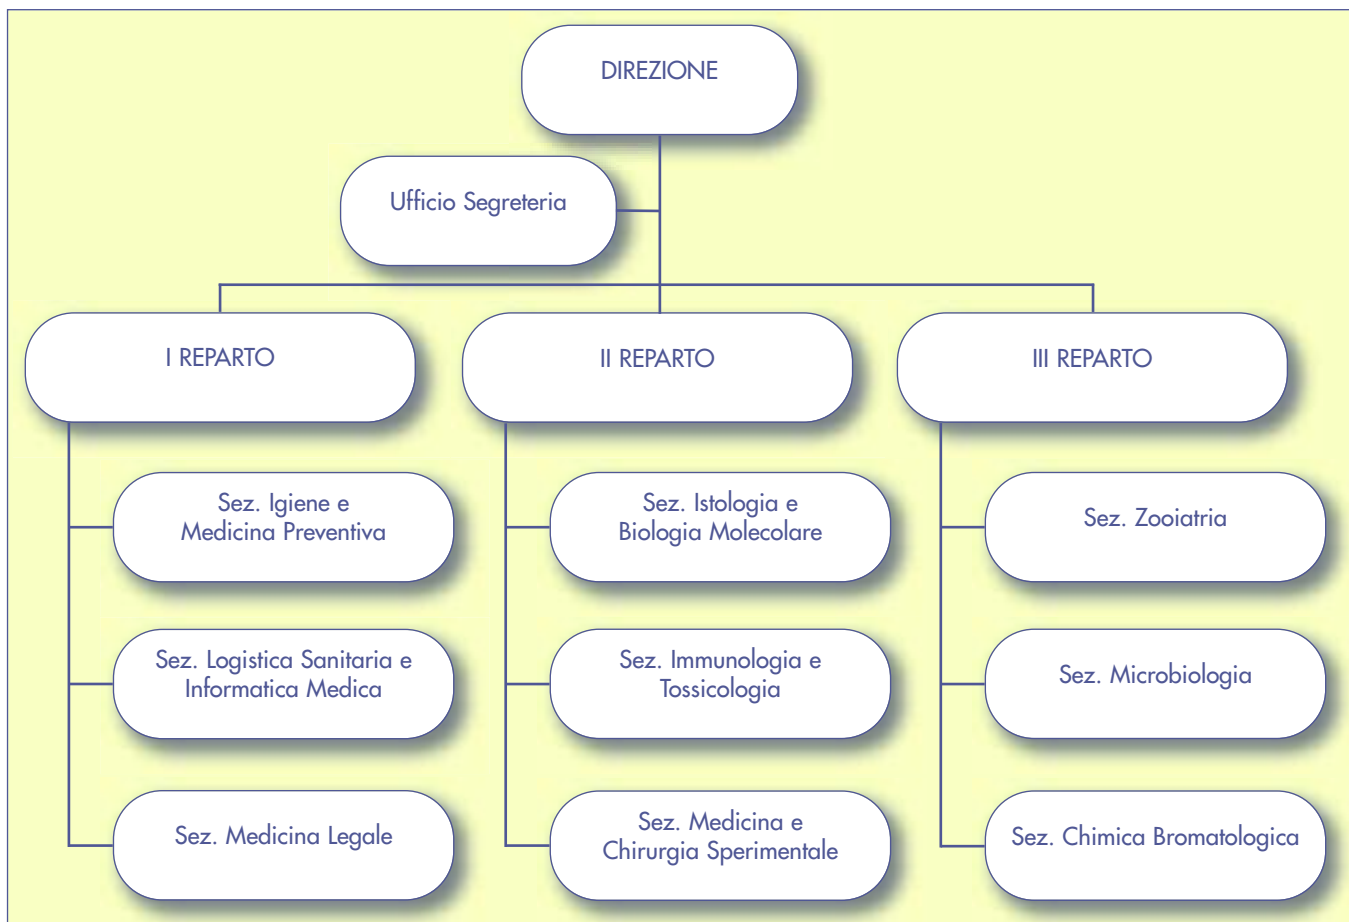 DIREZIONE
Ufficio Segreteria
I REPARTO
II REPARTO
III REPARTO
Sez. Igiene e
Medicina Preventiva
Sez. Istologia e
Biologia Molecolare
Sez. Zooiatria
Sez. Logistica Sanitaria e
Informatica Medica
Sez. Immunologia e
Tossicologia
Sez. Microbiologia
Sez. Medicina Legale
Sez. Medicina e
Chirurgia Sperimentale
Sez. Chimica Bromatologica